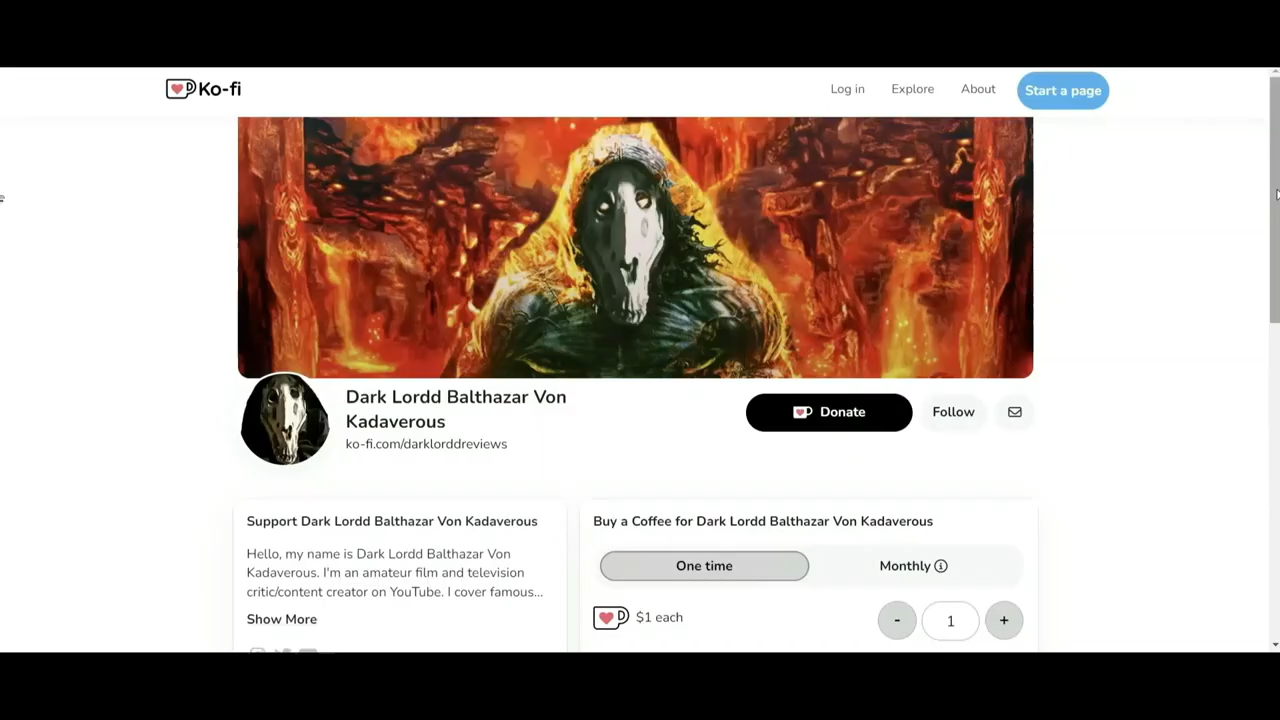 Ko-fi
Log in
Explore
About
Start a page
Dark Lordd Balthazar Von
Kadaverous
ko-fi.com/darklorddreviews
Donate
Follow
Support Dark Lordd Balthazar Von Kadaverous
Hello, my name is Dark Lordd Balthazar Von
Kadaverous. I'm an amateur film and television
critic/content creator on YouTube. I cover famous...
Show More
Buy a Coffee for Dark Lordd Balthazar Von Kadaverous
One time
Monthly
$1 each
-
1
+